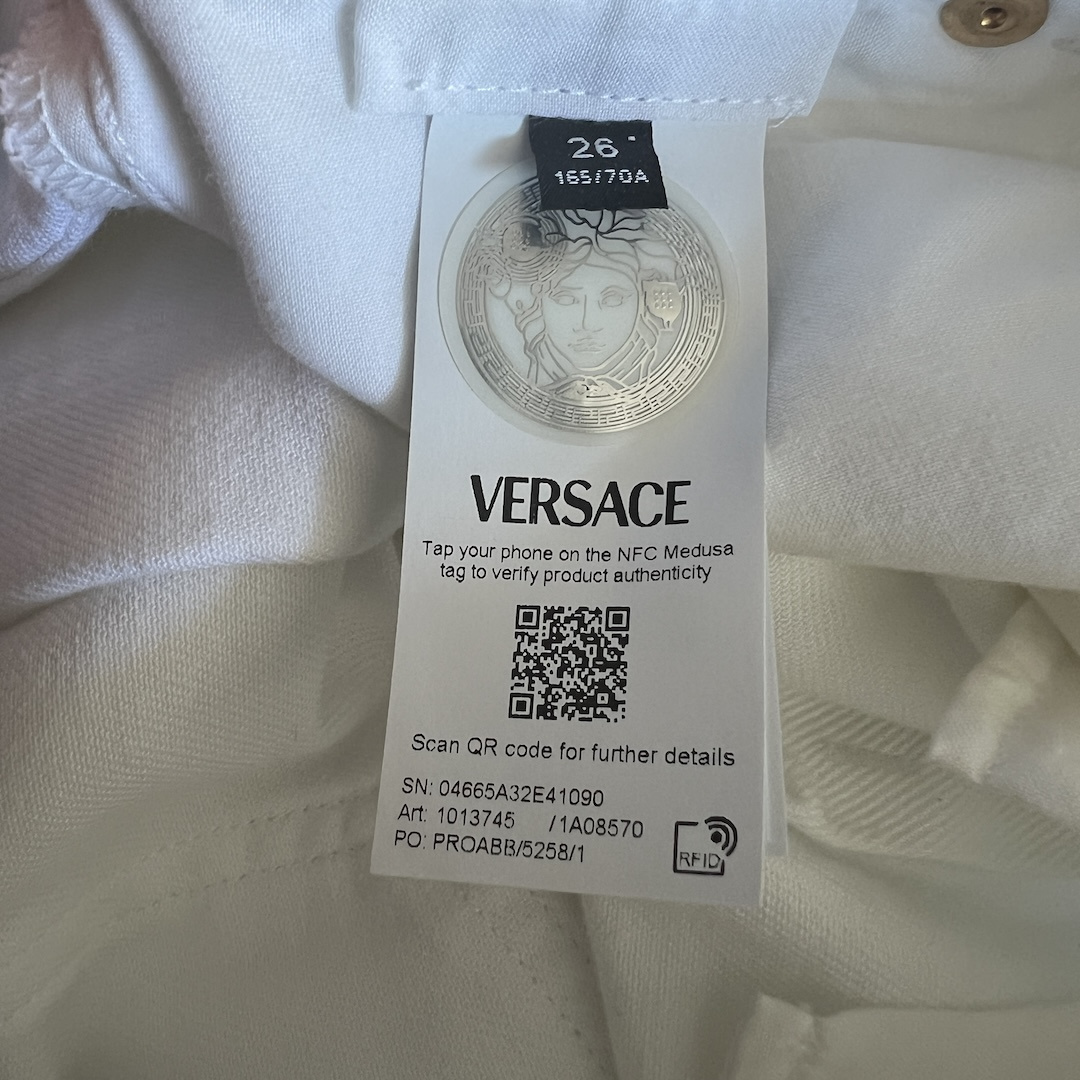 26
165/70A
VERSACE
Tap your phone on the NFC Medusa
tag to verify product authenticity
Scan QR code for further details
SN: 04665A32E41090
Art: 1013745 /1A08570
PO: PROABB/5258/1
RFID